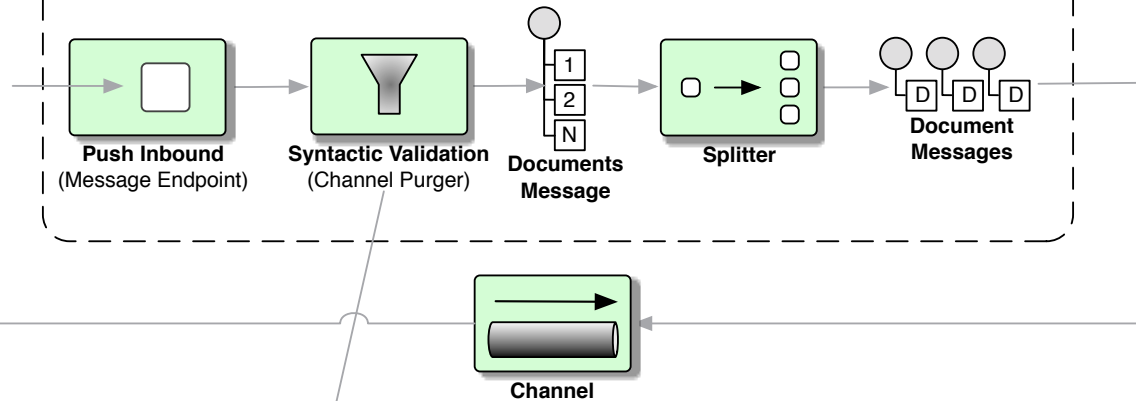 1
2
N
D D D
Push Inbound
(Message Endpoint)
Syntactic Validation
(Channel Purger)
Documents
Message
Splitter
Document
Messages
Channel